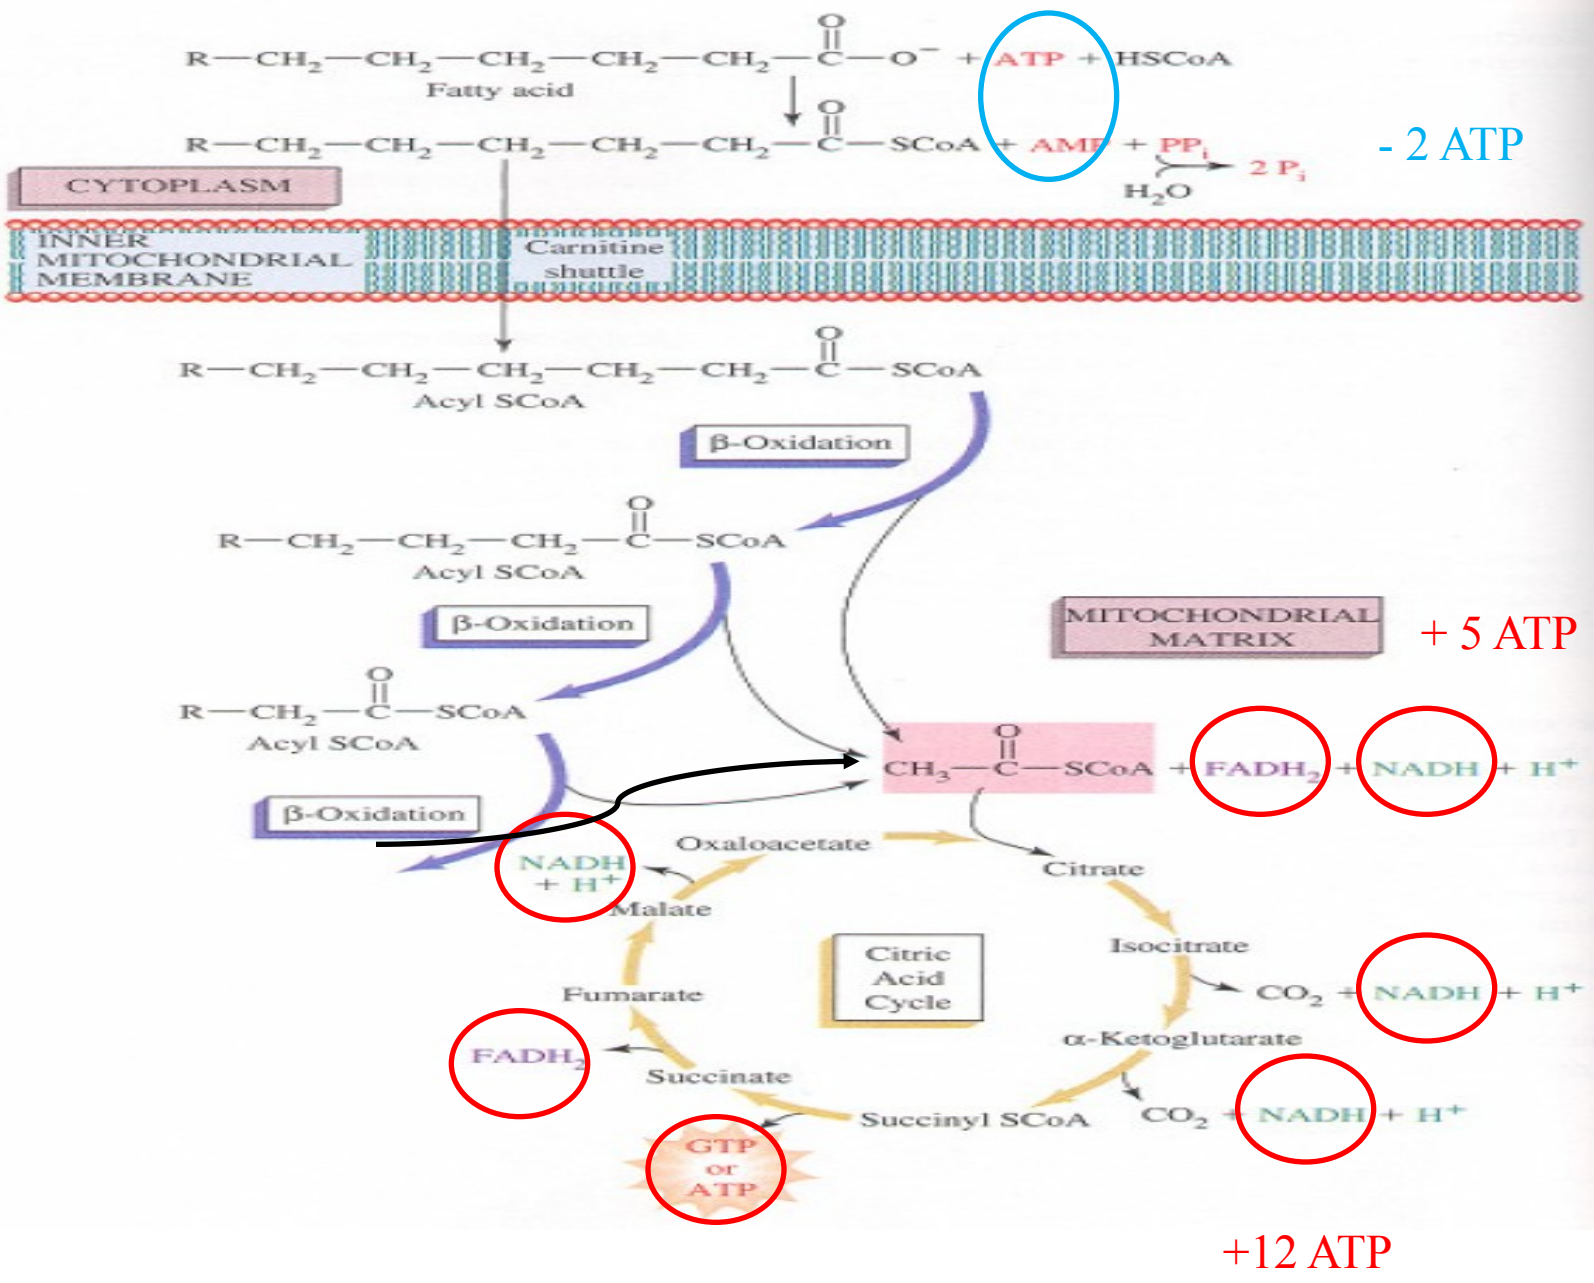 O
R—CH₂—CH₂—CH₂—CH₂—CH₂—C—O⁻ + ATP + HSCoA
Fatty acid
O
R—CH₂—CH₂—CH₂—CH₂—CH₂—C—SCoA + AMP + PPᵢ
2 Pᵢ
H₂O
- 2 ATP
CYTOPLASM
INNER
MITOCHONDRIAL
MEMBRANE
Carnitine
shuttle
O
R—CH₂—CH₂—CH₂—CH₂—CH₂—C—SCoA
Acyl SCoA
β-Oxidation
O
R—CH₂—CH₂—CH₂—C—SCoA
Acyl SCoA
β-Oxidation
MITOCHONDRIAL
MATRIX
+ 5 ATP
O
R—CH₂—C—SCoA
Acyl SCoA
O
CH₃—C—SCoA + FADH₂ + NADH + H⁺
β-Oxidation
NADH
+ H⁺
Oxaloacetate
Citrate
Malate
Isocitrate
Citric
Acid
Cycle
CO₂ + NADH + H⁺
Fumarate
α-Ketoglutarate
FADH₂
Succinate
Succinyl SCoA
CO₂ + NADH + H⁺
GTP
or
ATP
+12 ATP